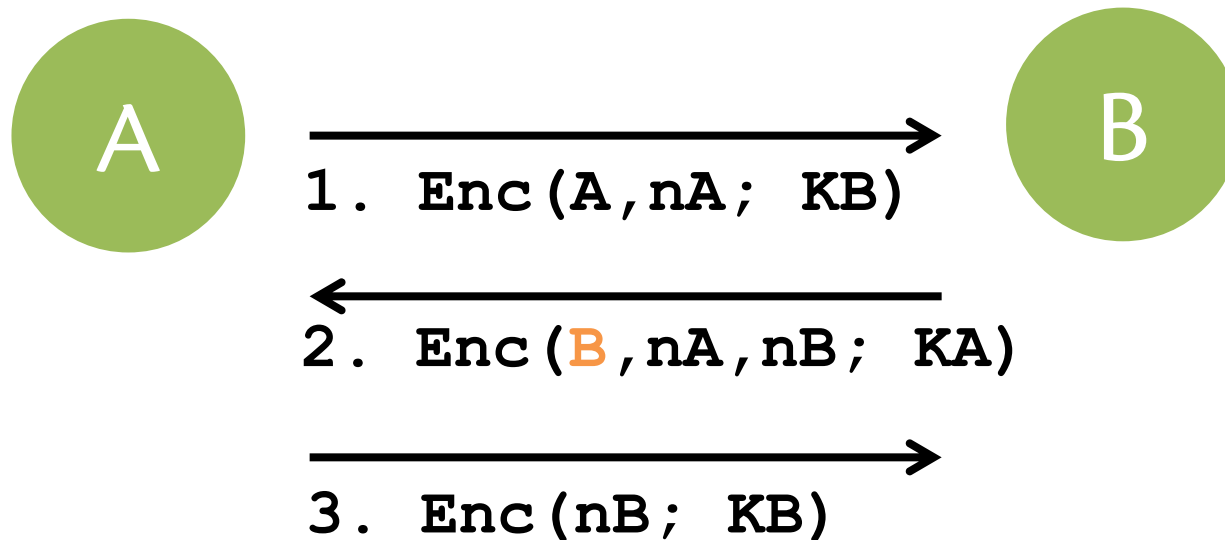 A
B
1. Enc(A,nA; KB)
2. Enc(B,nA,nB; KA)
3. Enc(nB; KB)